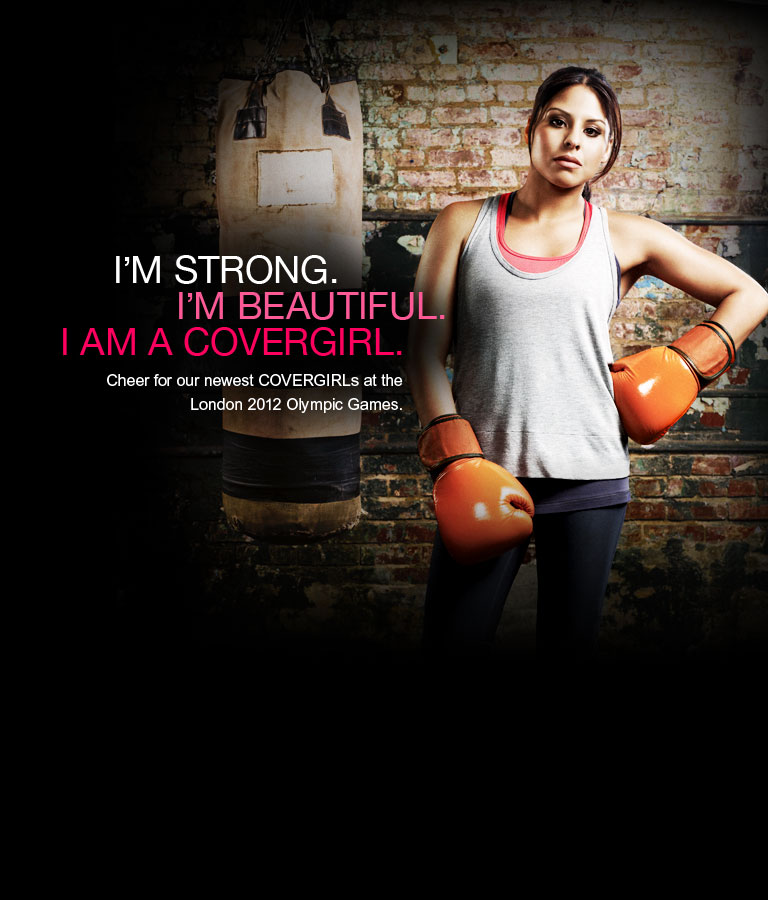 I’M STRONG.
I’M BEAUTIFUL.
I AM A COVERGIRL.
Cheer for our newest COVERGIRLs at the
London 2012 Olympic Games.